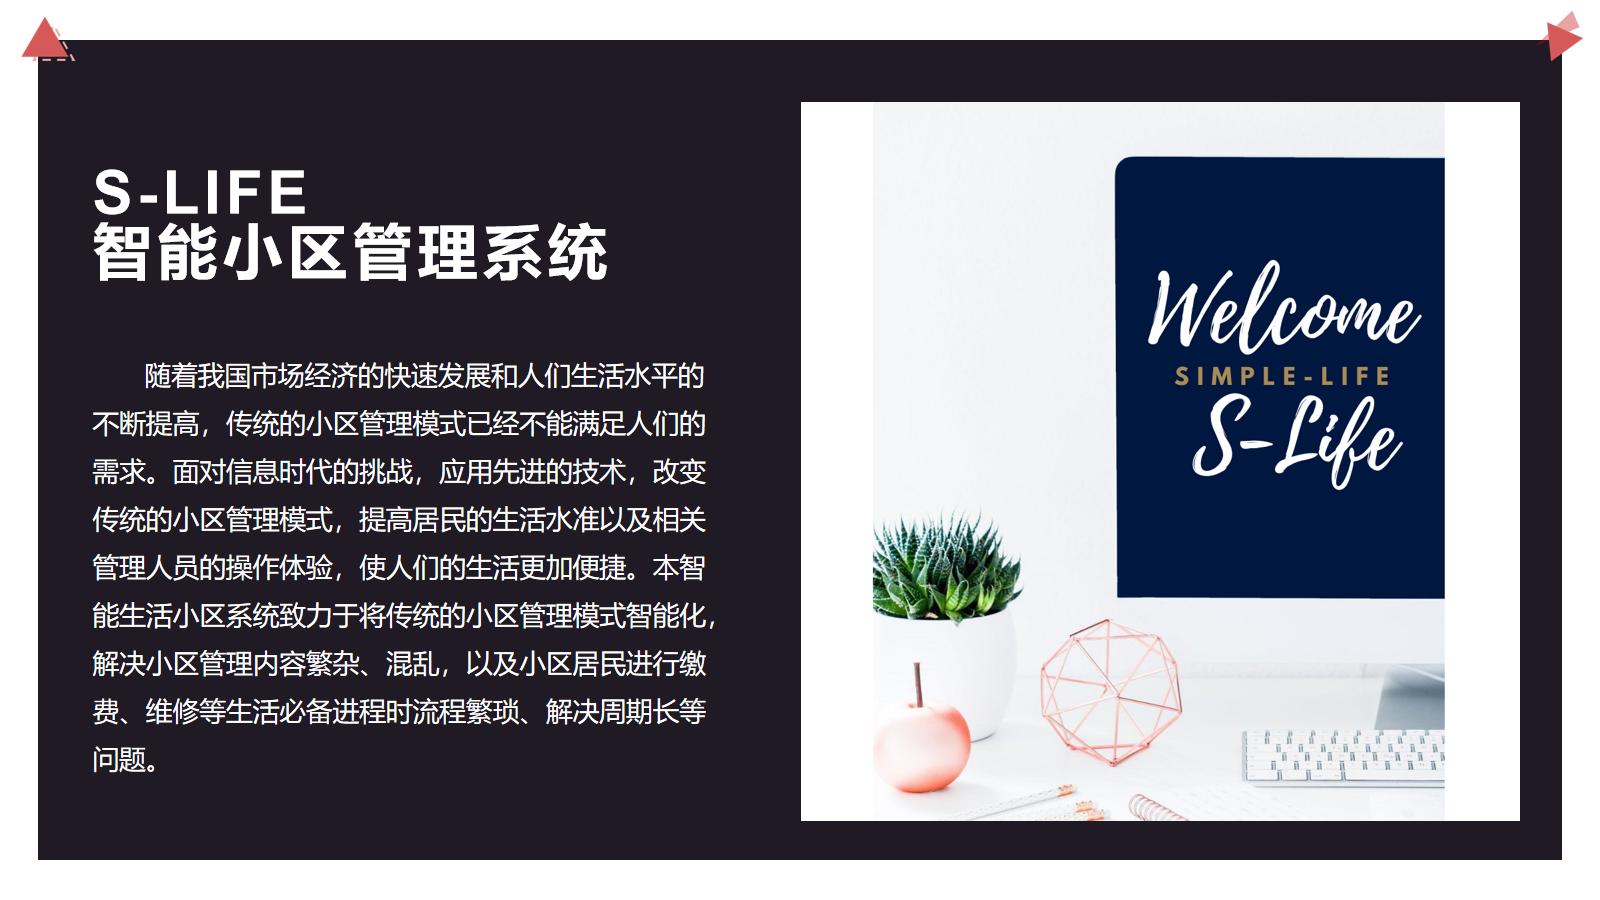 S-LIFE
智能小区管理系统
随着我国市场经济的快速发展和人们生活水平的
不断提高，传统的小区管理模式已经不能满足人们的
需求。面对信息时代的挑战，应用先进的技术，改变
传统的小区管理模式，提高居民的生活水准以及相关
管理人员的操作体验，使人们的生活更加便捷。本智
能生活小区系统致力于将传统的小区管理模式智能化，
解决小区管理内容繁杂、混乱，以及小区居民进行缴
费、维修等生活必备进程时流程繁琐、解决周期长等
问题。
Welcome
SIMPLE-LIFE
S-Life